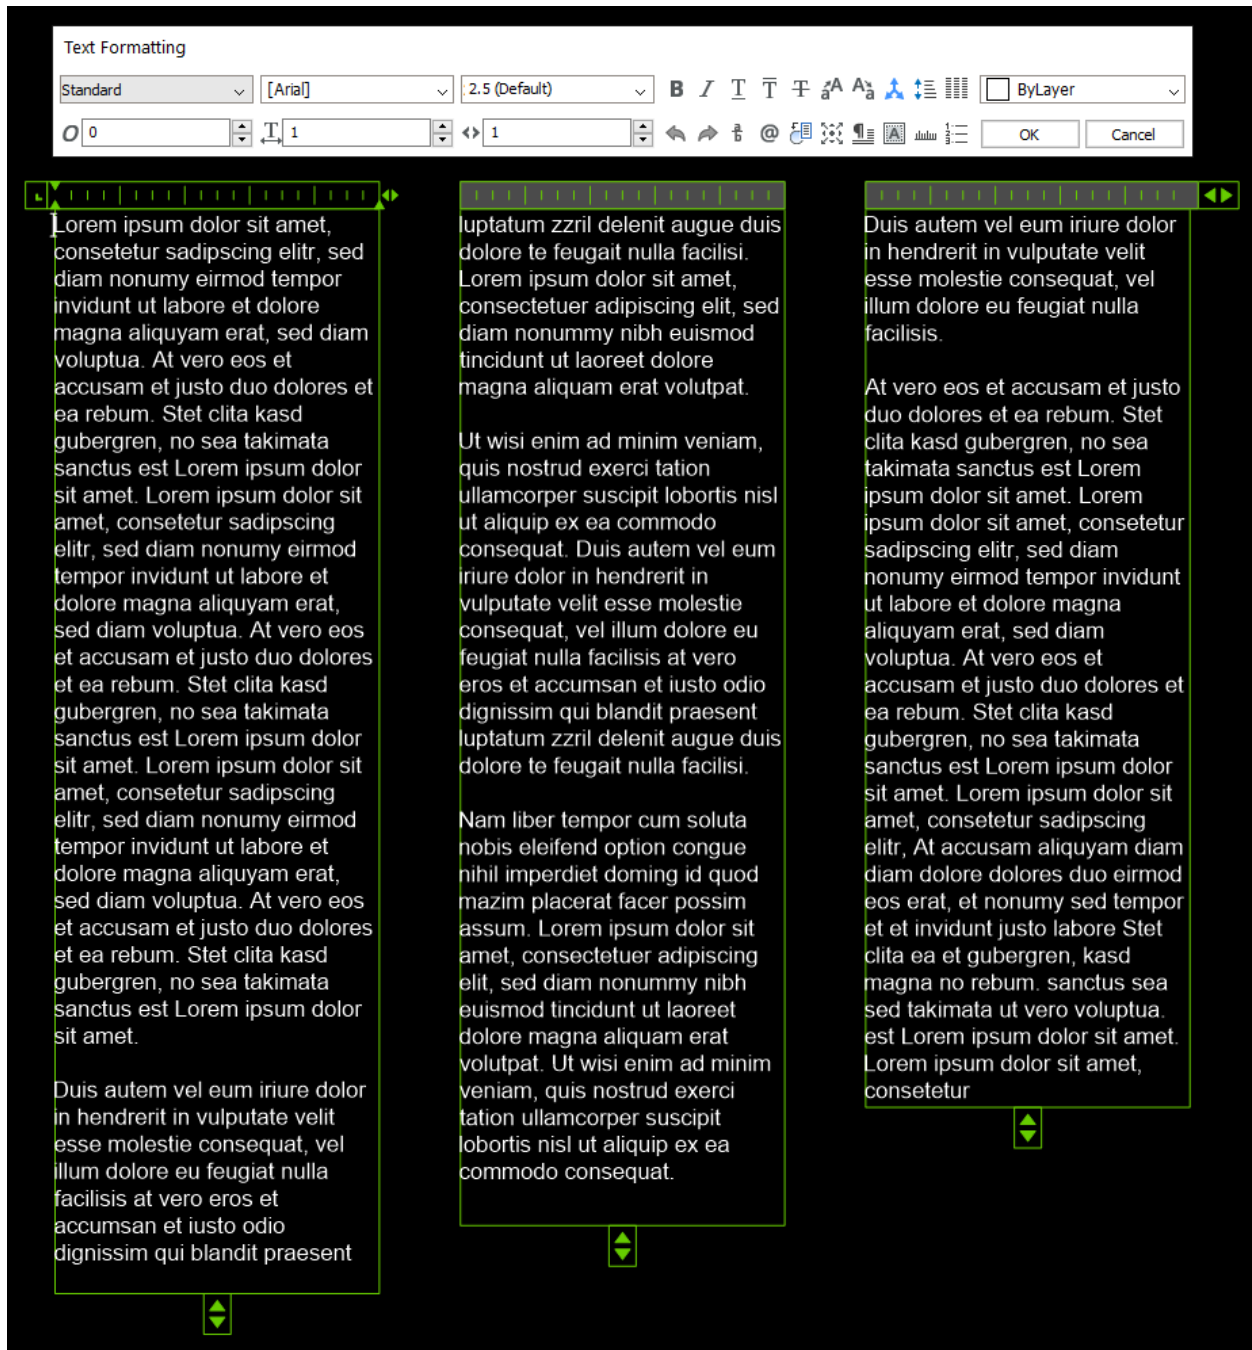 Text Formatting
Standard [Arial] 2.5 (Default) B I T T T ByLayer
O 0 T 1 1 @ OK Cancel
Lorem ipsum dolor sit amet,
consetetur sadipscing elitr, sed
diam nonumy eirmod tempor
invidunt ut labore et dolore
magna aliquyam erat, sed diam
voluptua. At vero eos et
accusam et justo duo dolores et
ea rebum. Stet clita kasd
gubergren, no sea takimata
sanctus est Lorem ipsum dolor
sit amet. Lorem ipsum dolor sit
amet, consetetur sadipscing
elitr, sed diam nonumy eirmod
tempor invidunt ut labore et
dolore magna aliquyam erat,
sed diam voluptua. At vero eos
et accusam et justo duo dolores
et ea rebum. Stet clita kasd
gubergren, no sea takimata
sanctus est Lorem ipsum dolor
sit amet. Lorem ipsum dolor sit
amet, consetetur sadipscing
elitr, sed diam nonumy eirmod
tempor invidunt ut labore et
dolore magna aliquyam erat,
sed diam voluptua. At vero eos
et accusam et justo duo dolores
et ea rebum. Stet clita kasd
gubergren, no sea takimata
sanctus est Lorem ipsum dolor
sit amet.
Duis autem vel eum iriure dolor
in hendrerit in vulputate velit
esse molestie consequat, vel
illum dolore eu feugiat nulla
facilisis at vero eros et
accumsan et iusto odio
dignissim qui blandit praesent
luptatum zzril delenit augue duis
dolore te feugait nulla facilisi.
Lorem ipsum dolor sit amet,
consectetuer adipiscing elit, sed
diam nonummy nibh euismod
tincidunt ut laoreet dolore
magna aliquam erat volutpat.
Ut wisi enim ad minim veniam,
quis nostrud exerci tation
ullamcorper suscipit lobortis nisl
ut aliquip ex ea commodo
consequat. Duis autem vel eum
iriure dolor in hendrerit in
vulputate velit esse molestie
consequat, vel illum dolore eu
feugiat nulla facilisis at vero
eros et accumsan et iusto odio
dignissim qui blandit praesent
luptatum zzril delenit augue duis
dolore te feugait nulla facilisi.
Nam liber tempor cum soluta
nobis eleifend option congue
nihil imperdiet doming id quod
mazim placerat facer possim
assum. Lorem ipsum dolor sit
amet, consectetuer adipiscing
elit, sed diam nonummy nibh
euismod tincidunt ut laoreet
dolore magna aliquam erat
volutpat. Ut wisi enim ad minim
veniam, quis nostrud exerci
tation ullamcorper suscipit
lobortis nisl ut aliquip ex ea
commodo consequat.
Duis autem vel eum iriure dolor
in hendrerit in vulputate velit
esse molestie consequat, vel
illum dolore eu feugiat nulla
facilisis.
At vero eos et accusam et justo
duo dolores et ea rebum. Stet
clita kasd gubergren, no sea
takimata sanctus est Lorem
ipsum dolor sit amet. Lorem
ipsum dolor sit amet, consetetur
sadipscing elitr, sed diam
nonumy eirmod tempor invidunt
ut labore et dolore magna
aliquyam erat, sed diam
voluptua. At vero eos et
accusam et justo duo dolores et
ea rebum. Stet clita kasd
gubergren, no sea takimata
sanctus est Lorem ipsum dolor
sit amet. Lorem ipsum dolor sit
amet, consetetur sadipscing
elitr, At accusam aliquyam diam
diam dolore dolores duo eirmod
eos erat, et nonumy sed tempor
et et invidunt justo labore Stet
clita ea et gubergren, kasd
magna no rebum. sanctus sea
sed takimata ut vero voluptua.
est Lorem ipsum dolor sit amet.
Lorem ipsum dolor sit amet,
consetetur